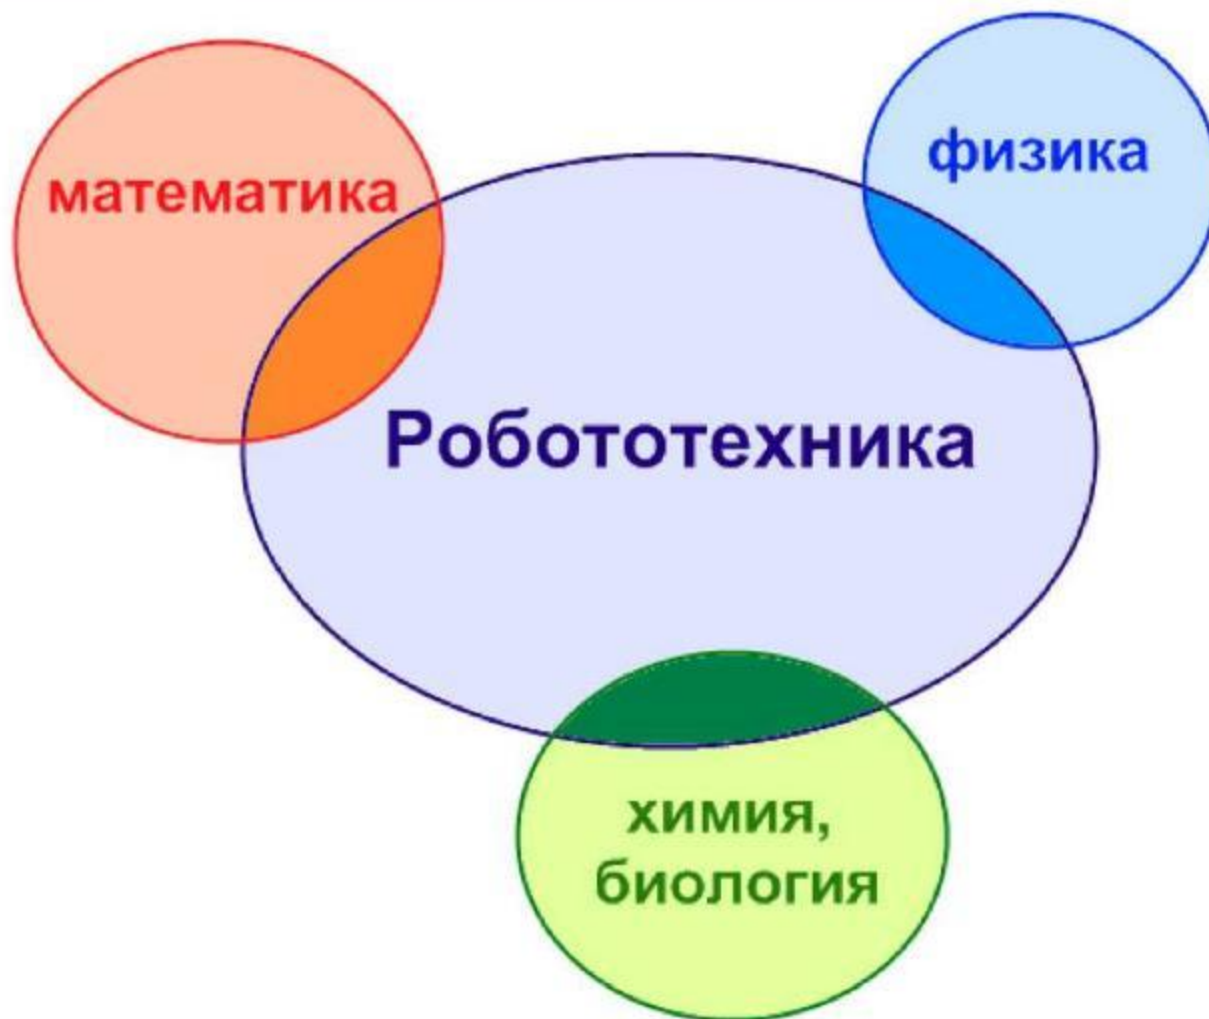 физика
математика
Робототехника
химия,
биология